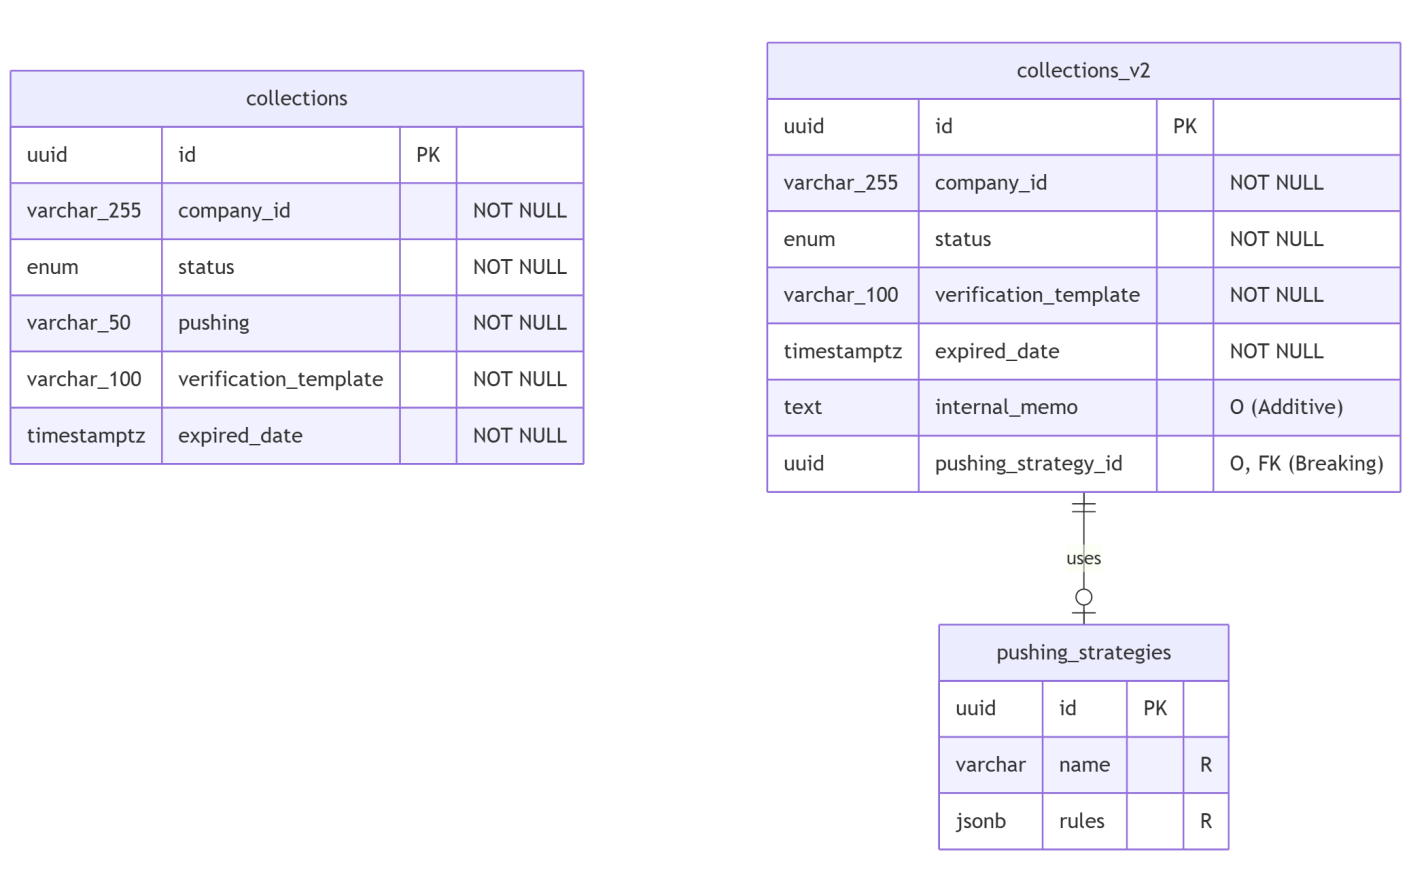 collections
uuid id PK
varchar_255 company_id NOT NULL
enum status NOT NULL
varchar_50 pushing NOT NULL
varchar_100 verification_template NOT NULL
timestamptz expired_date NOT NULL
collections_v2
uuid id PK
varchar_255 company_id NOT NULL
enum status NOT NULL
varchar_100 verification_template NOT NULL
timestamptz expired_date NOT NULL
text internal_memo O (Additive)
uuid pushing_strategy_id O, FK (Breaking)
uses
pushing_strategies
uuid id PK
varchar name R
jsonb rules R